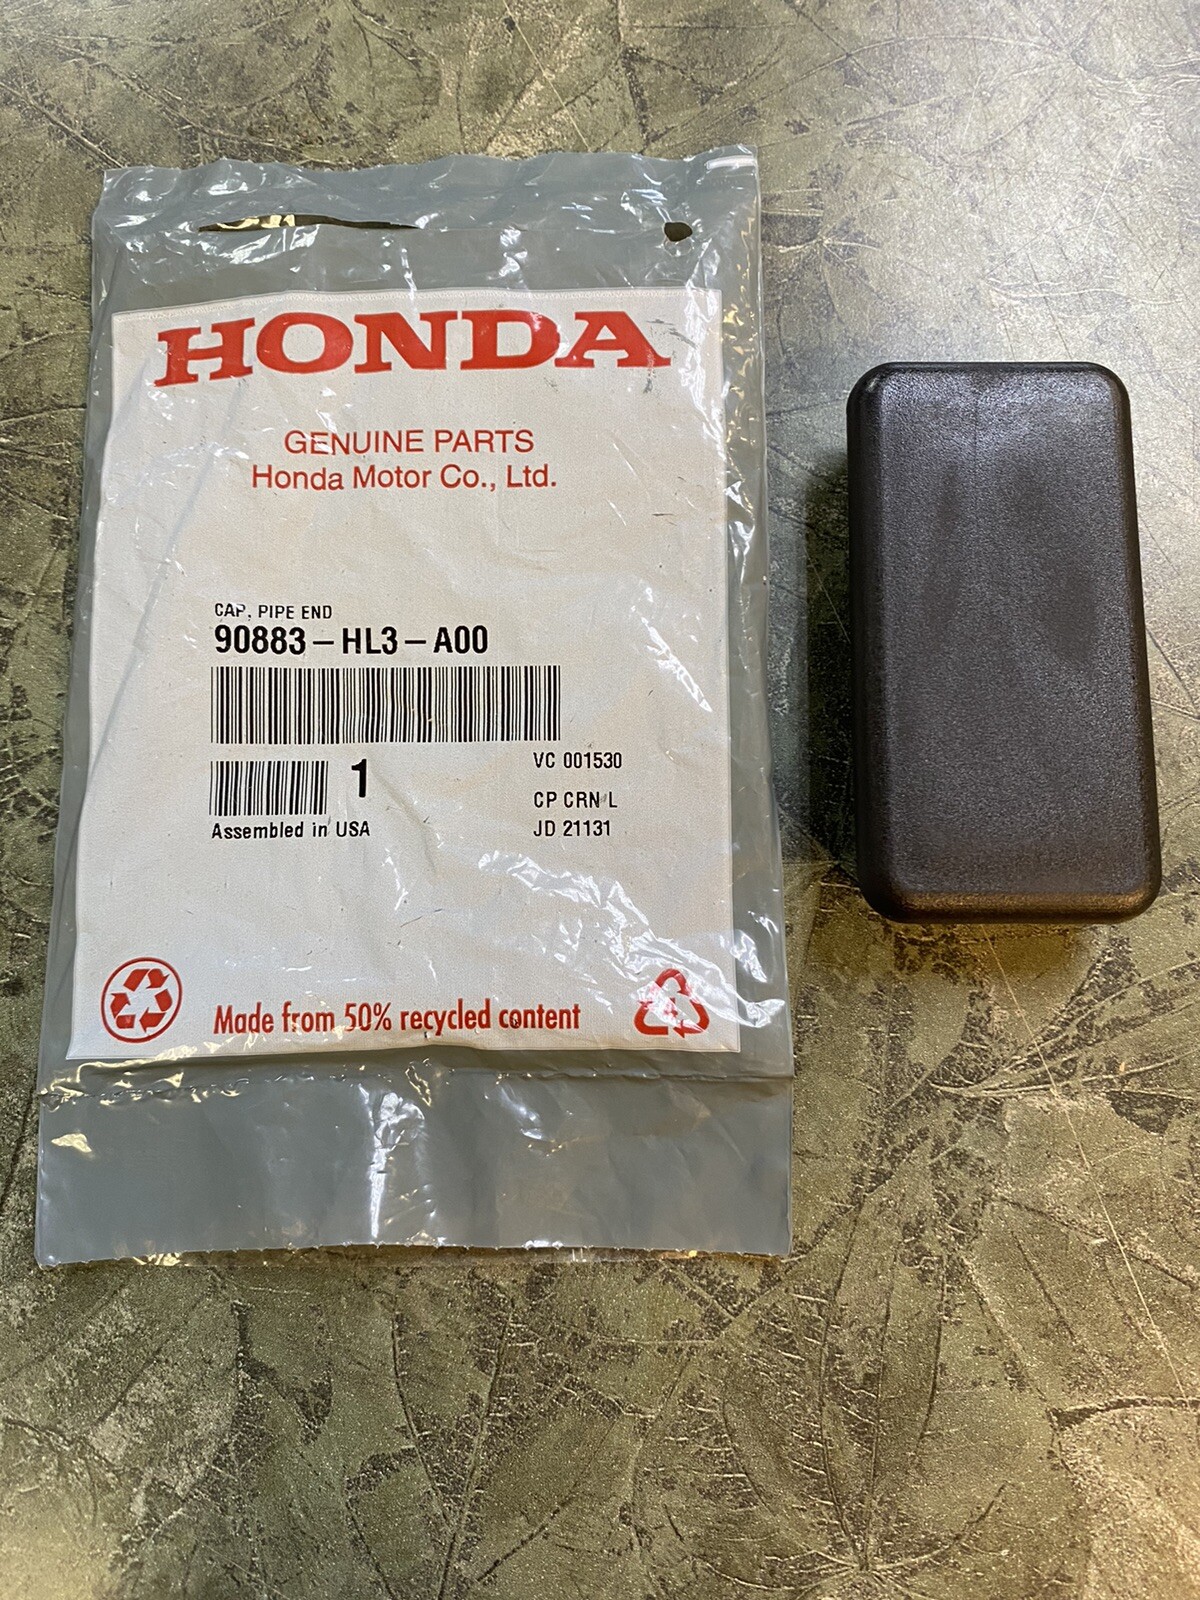 HONDA
GENUINE PARTS
Honda Motor Co., Ltd.
CAP, PIPE END
90883-HL3-A00
1
VC 001530
CP CRN L
Assembled in USA
JD 21131
Made from 50% recycled content